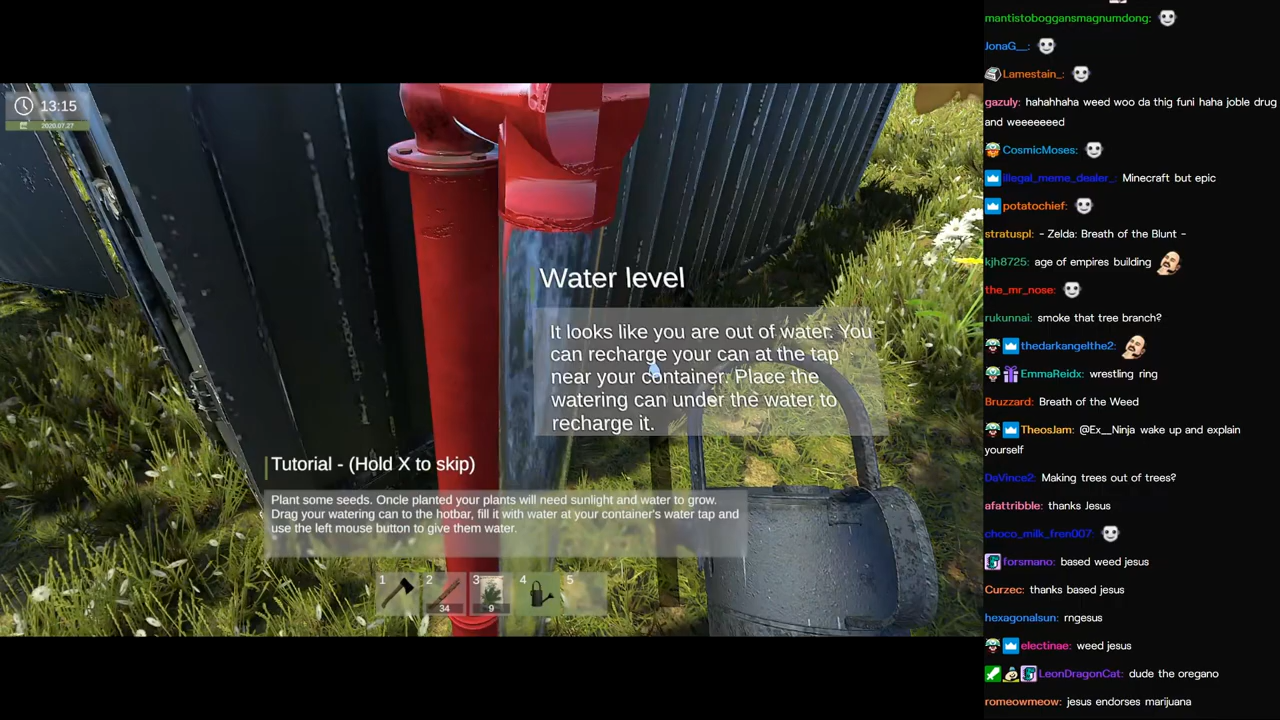 13:15
2020.07.27
Water level
It looks like you are out of water. You
can recharge your can at the tap
near your container. Place the
watering can under the water to
recharge it.
Tutorial - (Hold X to skip)
Plant some seeds. Oncle planted your plants will need sunlight and water to grow.
Drag your watering can to the hotbar, fill it with water at your container's water tap and
use the left mouse button to give them water.
1 2 3 4 5
34 9
mantistoboggansmagnumdong:
JonaG__:
Lamestain_:
gazuly: hahahhaha weed woo da thig funi haha joble drug
and weeeeeeed
CosmicMoses:
illegal_meme_dealer_: Minecraft but epic
potatochief:
stratuspl: - Zelda: Breath of the Blunt -
kjh8725: age of empires building
the_mr_nose:
rukunnai: smoke that tree branch?
thedarkangelthe2:
EmmaReidx: wrestling ring
Bruzzard: Breath of the Weed
TheosJam: @Ex__Ninja wake up and explain
yourself
DaVince2: Making trees out of trees?
afattribble: thanks Jesus
choco_milk_fren007:
forsmano: based weed jesus
Curzec: thanks based jesus
hexagonalsun: rngesus
electinae: weed jesus
LeonDragonCat: dude the oregano
romeowmeow: jesus endorses marijuana